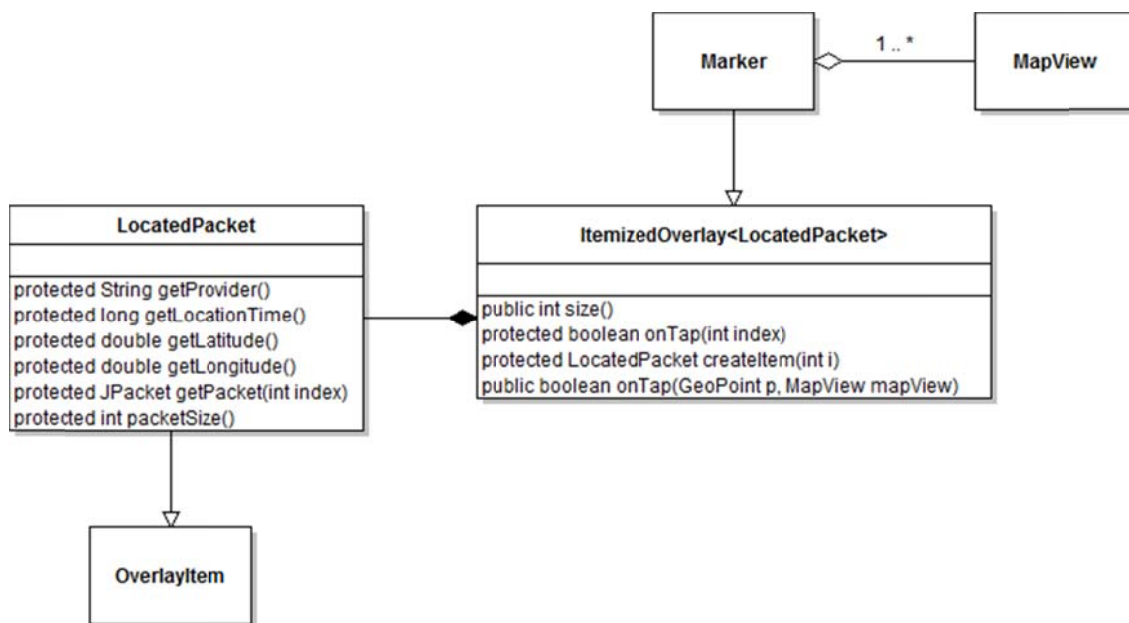 Marker
1 .. *
MapView
LocatedPacket
protected String getProvider()
protected long getLocationTime()
protected double getLatitude()
protected double getLongitude()
protected JPacket getPacket(int index)
protected int packetSize()
ItemizedOverlay<LocatedPacket>
public int size()
protected boolean onTap(int index)
protected LocatedPacket createItem(int i)
public boolean onTap(GeoPoint p, MapView mapView)
OverlayItem